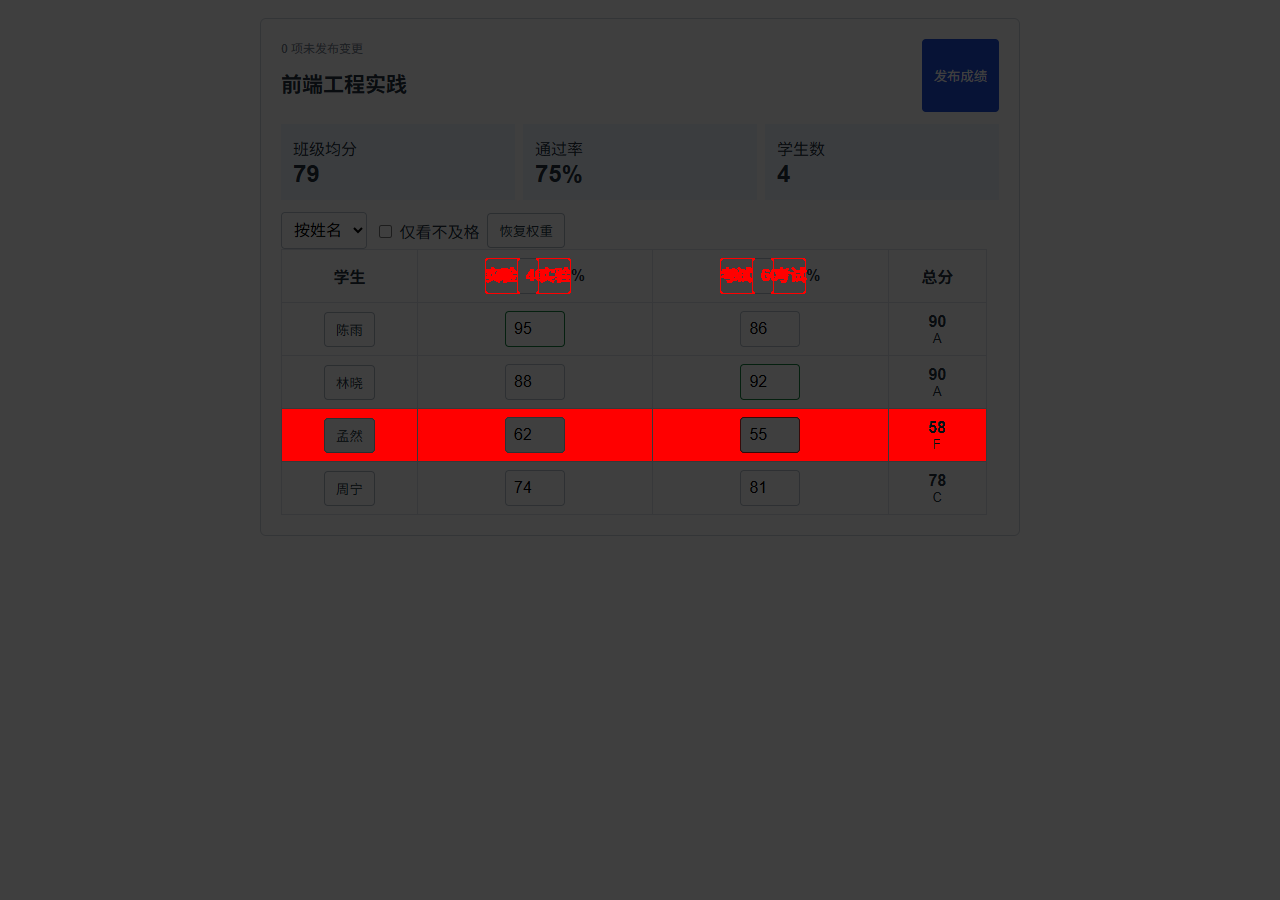 0 项未发布变更
前端工程实践
发布成绩
班级均分
79
通过率
75%
学生数
4
按姓名
仅看不及格
恢复权重
学生
%
%
总分
陈雨
95
86
90
A
林晓
88
92
90
A
孟然
62
55
58
F
周宁
74
81
78
C